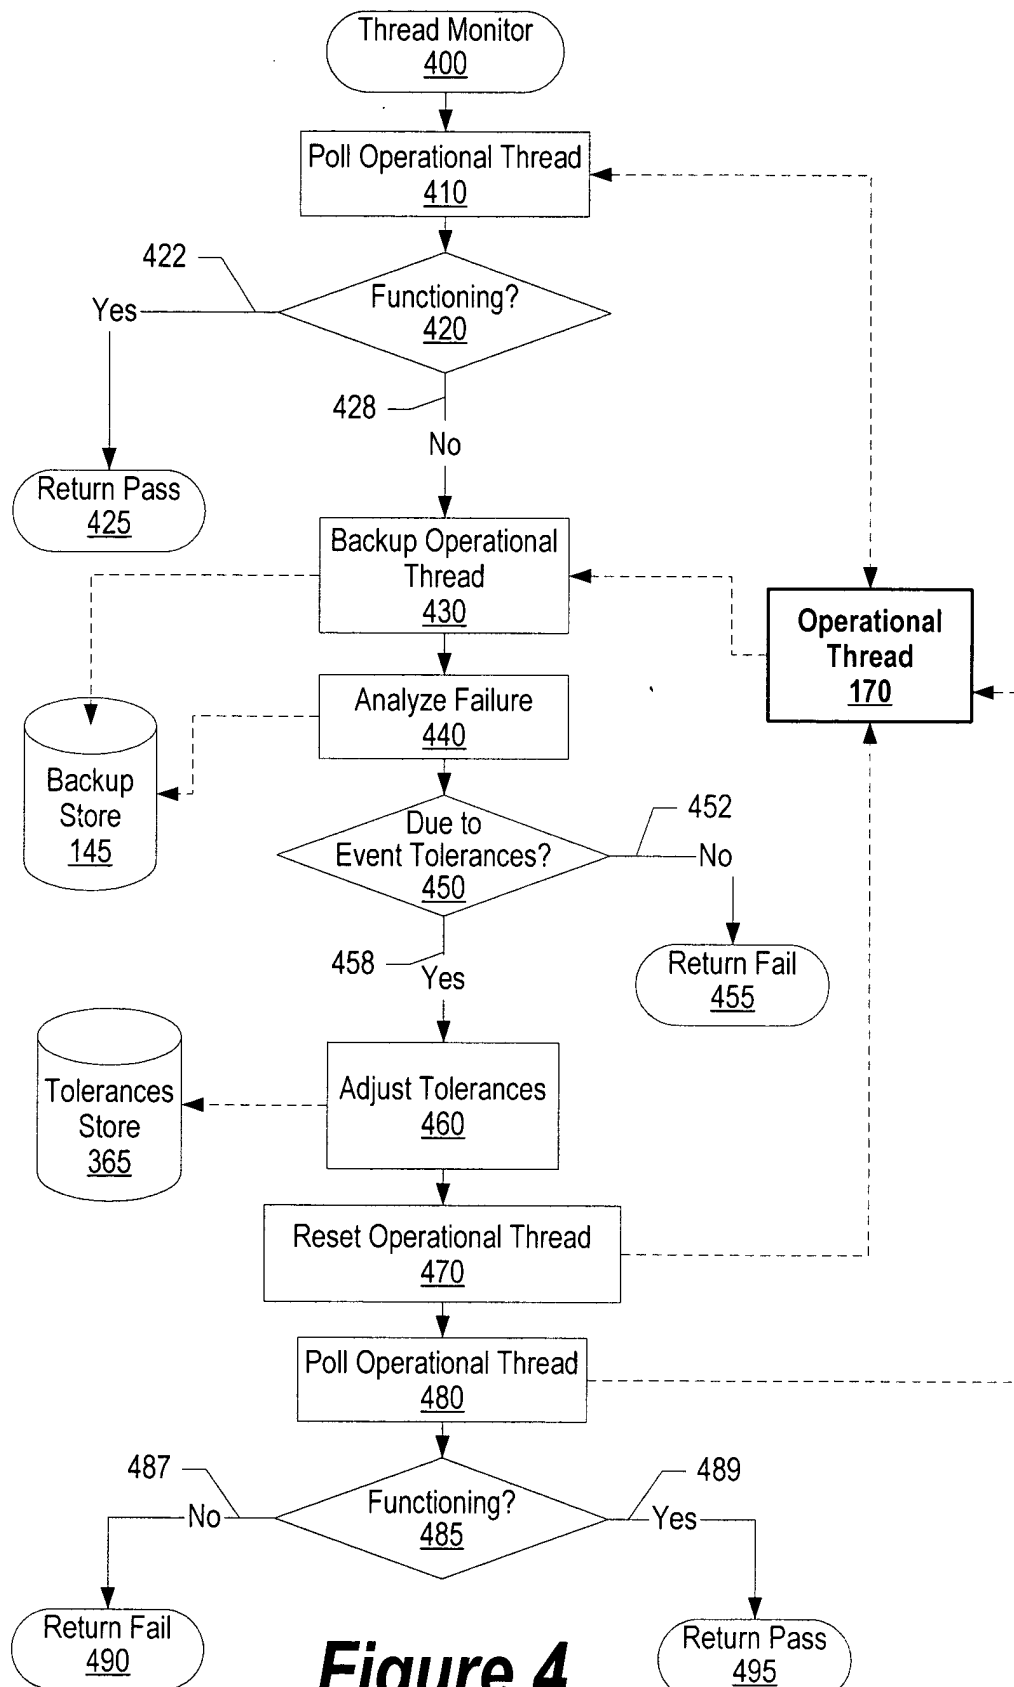 Thread Monitor
400
Poll Operational Thread
410
422
Yes
Functioning?
420
428
No
Return Pass
425
Backup Operational
Thread
430
Operational
Thread
170
Analyze Failure
440
Backup
Store
145
Due to
Event Tolerances?
450
452
No
458
Yes
Return Fail
455
Tolerances
Store
365
Adjust Tolerances
460
Reset Operational Thread
470
Poll Operational Thread
480
487
No
Functioning?
485
489
Yes
Return Fail
490
Figure 4
Return Pass
495